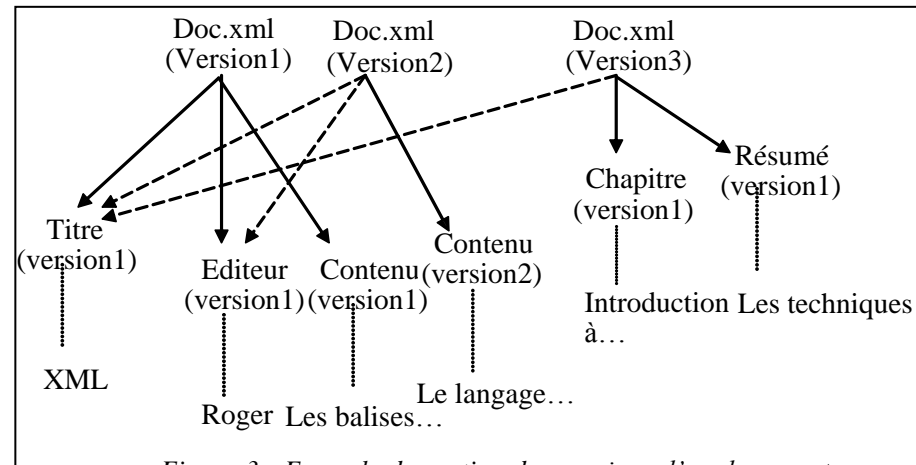 Doc.xml
(Version1)
Doc.xml
(Version2)
Doc.xml
(Version3)
Titre
(version1)
Editeur
(version1)
Contenu
(version1)
Contenu
(version2)
Chapitre
(version1)
Résumé
(version1)
XML
Roger
Les balises…
Le langage…
Introduction
à…
Les techniques